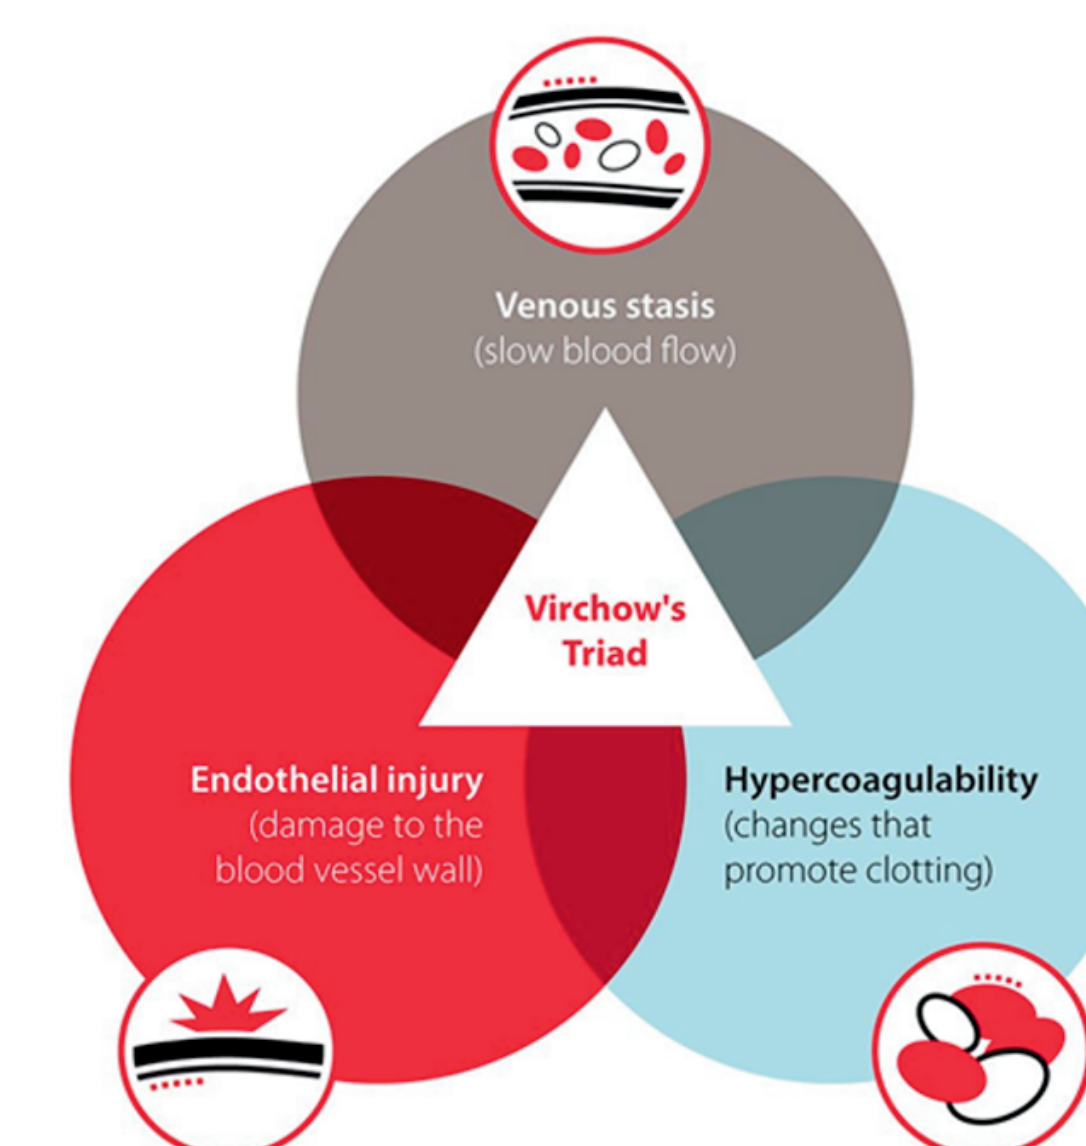 Venous stasis
(slow blood flow)
Virchow's
Triad
Endothelial injury
(damage to the
blood vessel wall)
Hypercoagulability
(changes that
promote clotting)